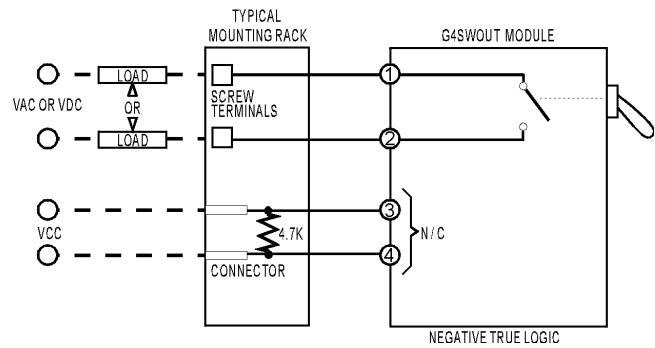 TYPICAL
MOUNTING RACK
G4SWOUT MODULE
LOAD
1
VAC OR VDC
OR
SCREW
TERMINALS
LOAD
2
3
VCC
4.7K
N / C
4
CONNECTOR
NEGATIVE TRUE LOGIC